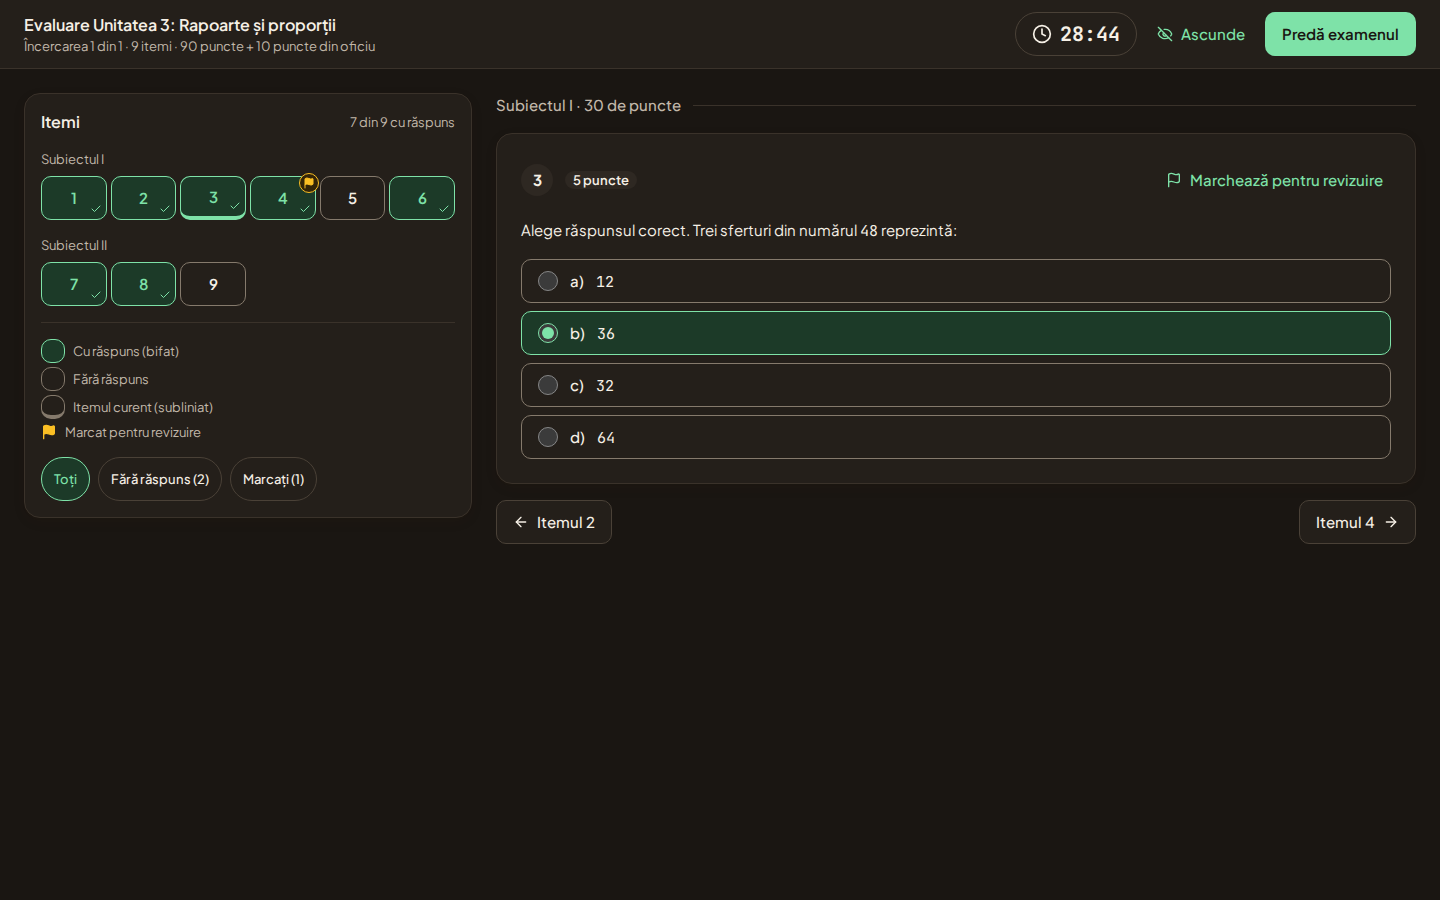 Evaluare Unitatea 3: Rapoarte și proporții
Încercarea 1 din 1 · 9 itemi · 90 puncte + 10 puncte din oficiu
28:44
Ascunde
Predă examenul
Itemi
7 din 9 cu răspuns
Subiectul I
1
2
3
4
5
6
Subiectul II
7
8
9
Cu răspuns (bifat)
Fără răspuns
Itemul curent (subliniat)
Marcat pentru revizuire
Toți
Fără răspuns (2)
Marcați (1)
Subiectul I · 30 de puncte
3
5 puncte
Marchează pentru revizuire
Alege răspunsul corect. Trei sferturi din numărul 48 reprezintă:
a) 12
b) 36
c) 32
d) 64
Itemul 2
Itemul 4